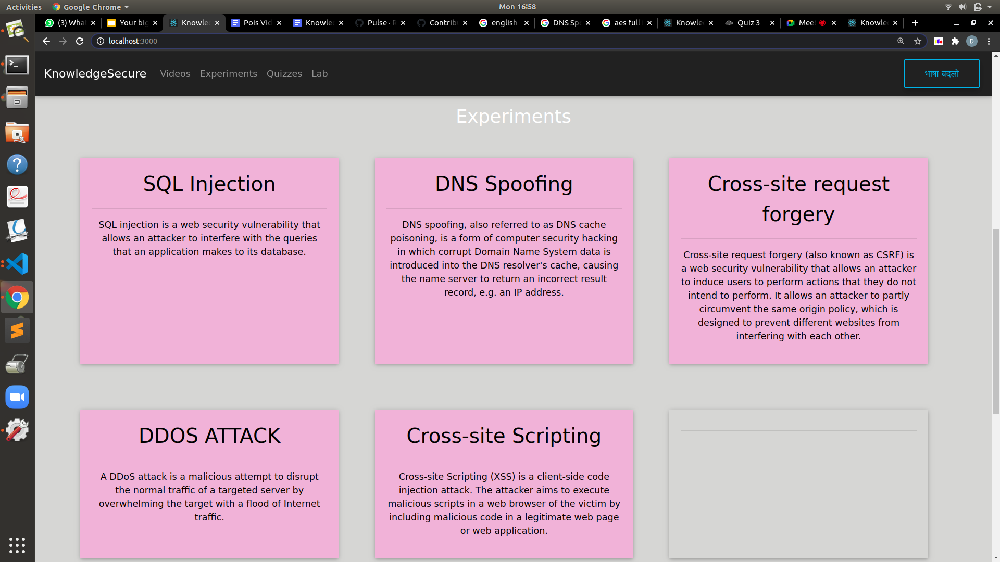 Activities Google Chrome Mon 16:58
(3) What Your big Knowle Pois Vid Knowle Pulse · R Contrib english DNS Spo aes full Knowle Quiz 3 Meet Knowle
localhost:3000 D
KnowledgeSecure Videos Experiments Quizzes Lab भाषा बदलो
Experiments
SQL Injection
SQL injection is a web security vulnerability that
allows an attacker to interfere with the queries
that an application makes to its database.
DNS Spoofing
DNS spoofing, also referred to as DNS cache
poisoning, is a form of computer security hacking
in which corrupt Domain Name System data is
introduced into the DNS resolver's cache, causing
the name server to return an incorrect result
record, e.g. an IP address.
Cross-site request
forgery
Cross-site request forgery (also known as CSRF) is
a web security vulnerability that allows an attacker
to induce users to perform actions that they do not
intend to perform. It allows an attacker to partly
circumvent the same origin policy, which is
designed to prevent different websites from
interfering with each other.
DDOS ATTACK
A DDoS attack is a malicious attempt to disrupt
the normal traffic of a targeted server by
overwhelming the target with a flood of Internet
traffic.
Cross-site Scripting
Cross-site Scripting (XSS) is a client-side code
injection attack. The attacker aims to execute
malicious scripts in a web browser of the victim by
including malicious code in a legitimate web page
or web application.